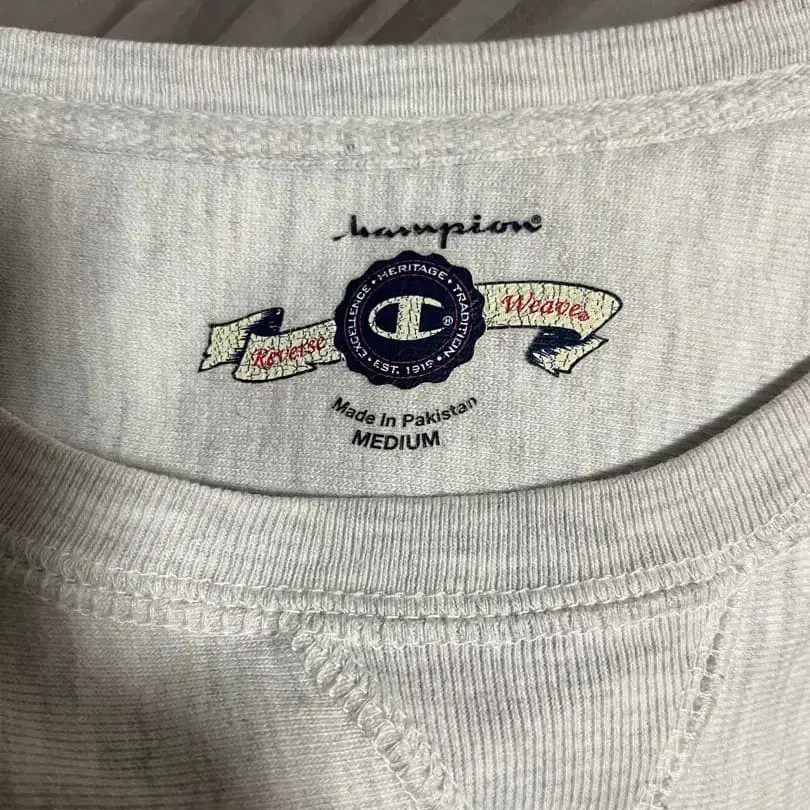 Champion®
EXCELLENCE • HERITAGE • TRADITION
C®
Reverse Weave®
• EST. 1919 •
Made In Pakistan
MEDIUM